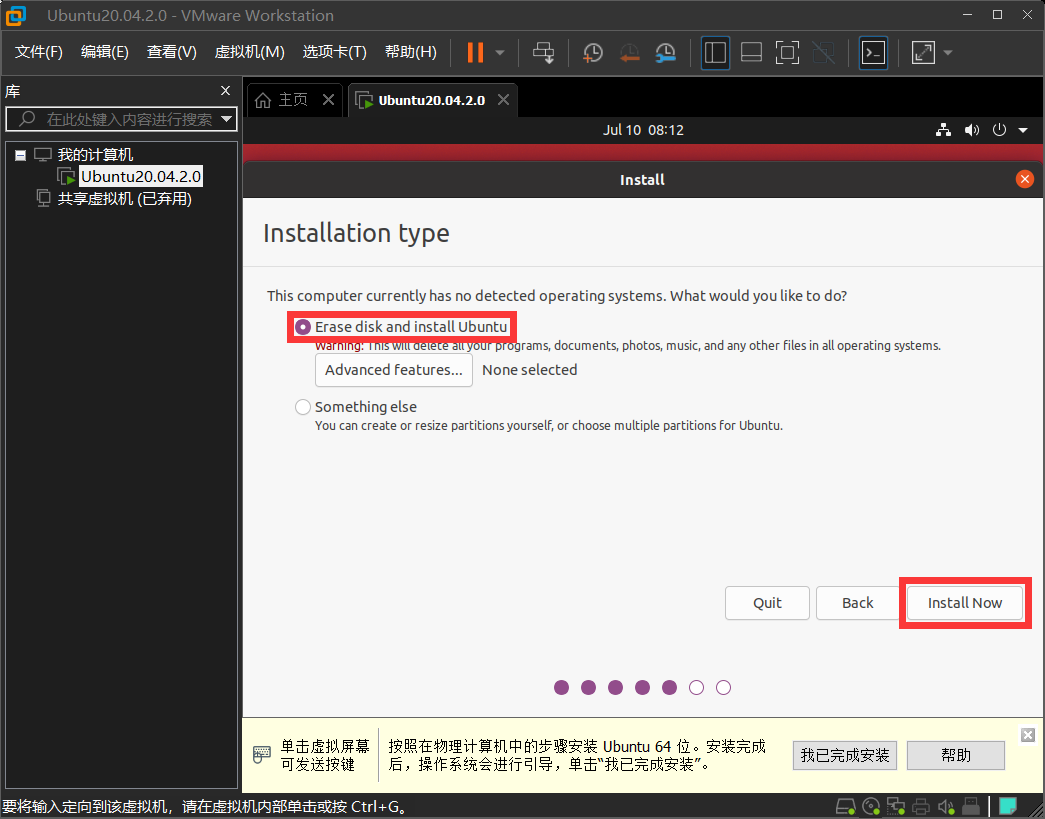 Ubuntu20.04.2.0 - VMware Workstation
文件(F) 编辑(E) 查看(V) 虚拟机(M) 选项卡(T) 帮助(H)
库
主页
Ubuntu20.04.2.0
在此处键入内容进行搜索
Jul 10 08:12
我的计算机
Ubuntu20.04.2.0
共享虚拟机 (已弃用)
Install
Installation type
This computer currently has no detected operating systems. What would you like to do?
Erase disk and install Ubuntu
Warning: This will delete all your programs, documents, photos, music, and any other files in all operating systems.
Advanced features... None selected
Something else
You can create or resize partitions yourself, or choose multiple partitions for Ubuntu.
Quit Back Install Now
单击虚拟屏幕
可发送按键
按照在物理计算机中的步骤安装 Ubuntu 64 位。安装完成
后，操作系统会进行引导，单击“我已完成安装”。
我已完成安装 帮助
要将输入定向到该虚拟机，请在虚拟机内部单击或按 Ctrl+G。